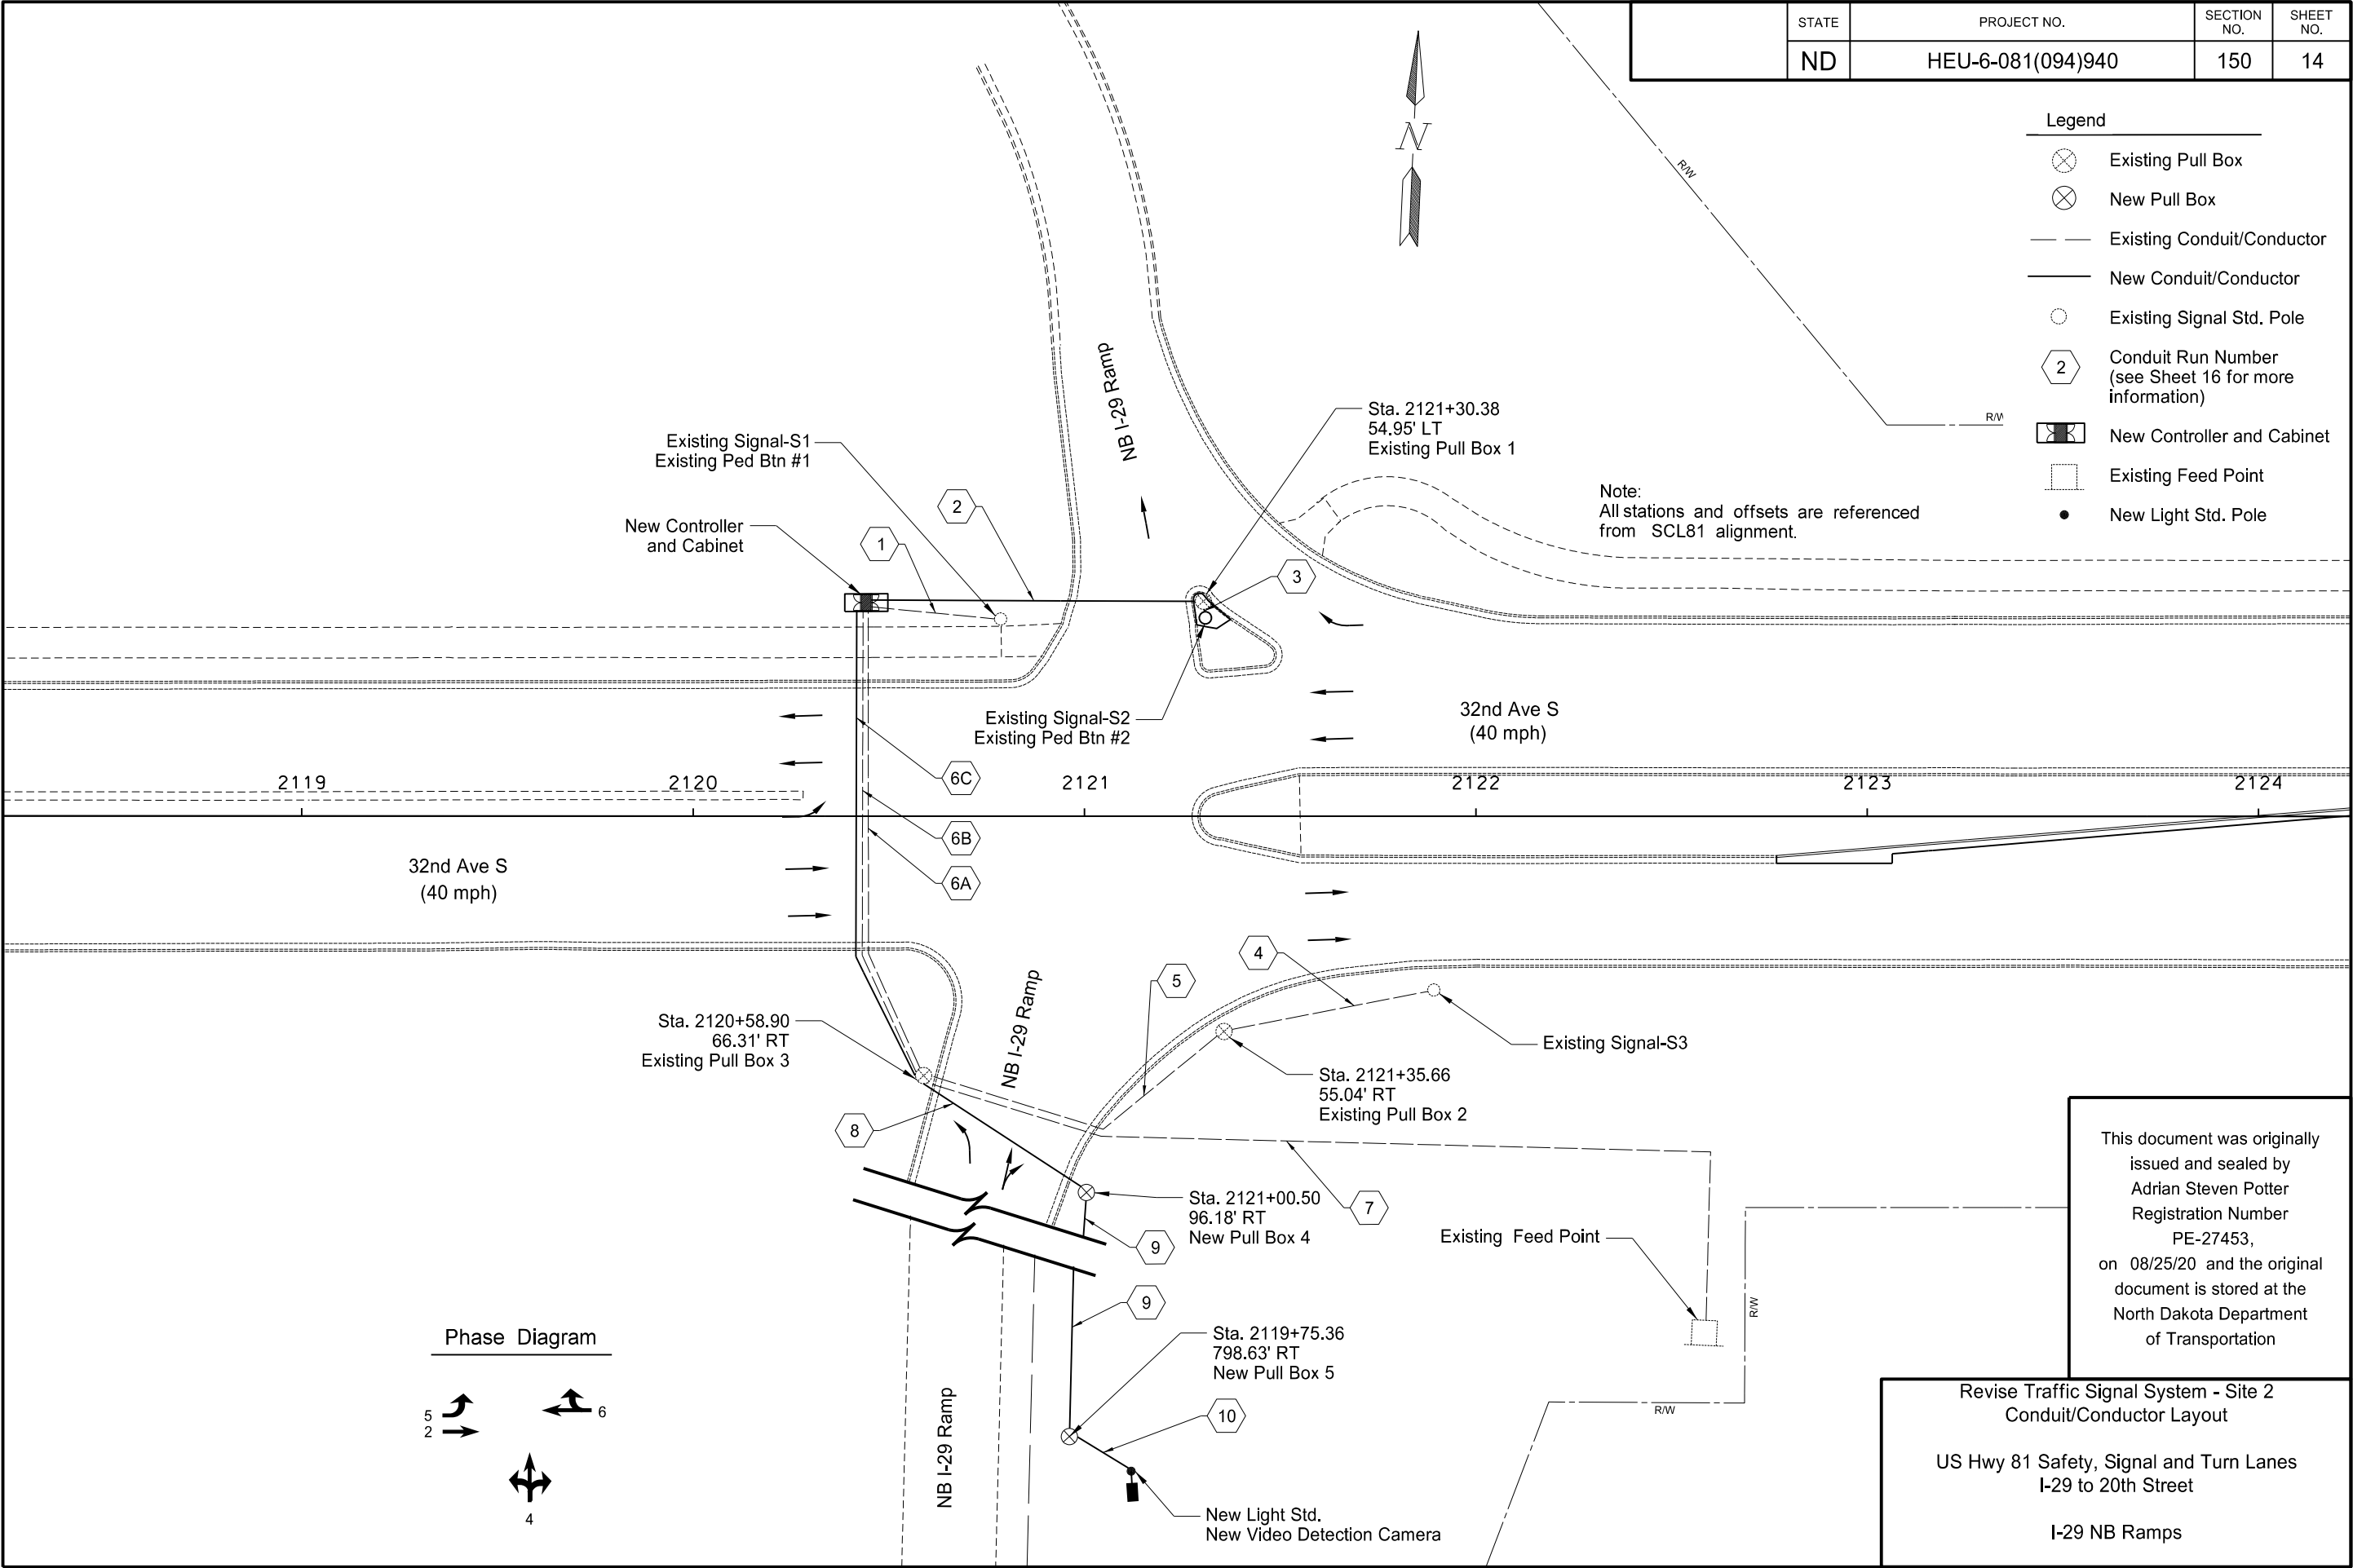 STATE
PROJECT NO.
SECTION
NO.
SHEET
NO.
ND
HEU-6-081(094)940
150
14
Legend
Existing Pull Box
New Pull Box
Existing Conduit/Conductor
New Conduit/Conductor
Existing Signal Std. Pole
2
Conduit Run Number
(see Sheet 16 for more
information)
New Controller and Cabinet
Existing Feed Point
New Light Std. Pole
N
R/W
R/W
NB I-29 Ramp
Sta. 2121+30.38
54.95' LT
Existing Pull Box 1
Existing Signal-S1
Existing Ped Btn #1
New Controller
and Cabinet
1
2
3
Note:
All stations and offsets are referenced
from SCL81 alignment.
Existing Signal-S2
Existing Ped Btn #2
32nd Ave S
(40 mph)
2119
2120
2121
2122
2123
2124
6C
6B
6A
32nd Ave S
(40 mph)
4
5
NB I-29 Ramp
Sta. 2120+58.90
66.31' RT
Existing Pull Box 3
Existing Signal-S3
Sta. 2121+35.66
55.04' RT
Existing Pull Box 2
8
7
Sta. 2121+00.50
96.18' RT
New Pull Box 4
9
Existing Feed Point
9
R/W
R/W
Sta. 2119+75.36
798.63' RT
New Pull Box 5
10
NB I-29 Ramp
New Light Std.
New Video Detection Camera
Phase Diagram
5
2
6
4
This document was originally
issued and sealed by
Adrian Steven Potter
Registration Number
PE-27453,
on 08/25/20 and the original
document is stored at the
North Dakota Department
of Transportation
Revise Traffic Signal System - Site 2
Conduit/Conductor Layout
US Hwy 81 Safety, Signal and Turn Lanes
I-29 to 20th Street
I-29 NB Ramps